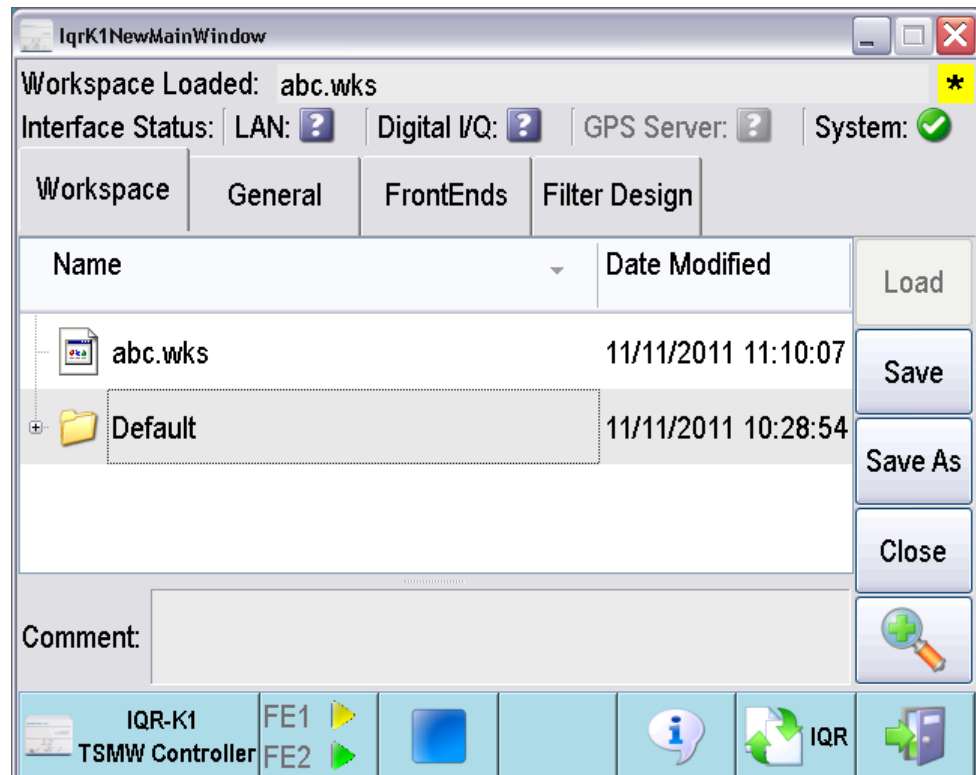 IqrK1NewMainWindow
Workspace Loaded: abc.wks *
Interface Status: LAN: ? Digital I/Q: ? GPS Server: ? System:
Workspace General FrontEnds Filter Design
Name Date Modified
Load
abc.wks 11/11/2011 11:10:07
Save
Default 11/11/2011 10:28:54
Save As
Close
Comment:
IQR-K1
TSMW Controller
FE1
FE2
i
IQR